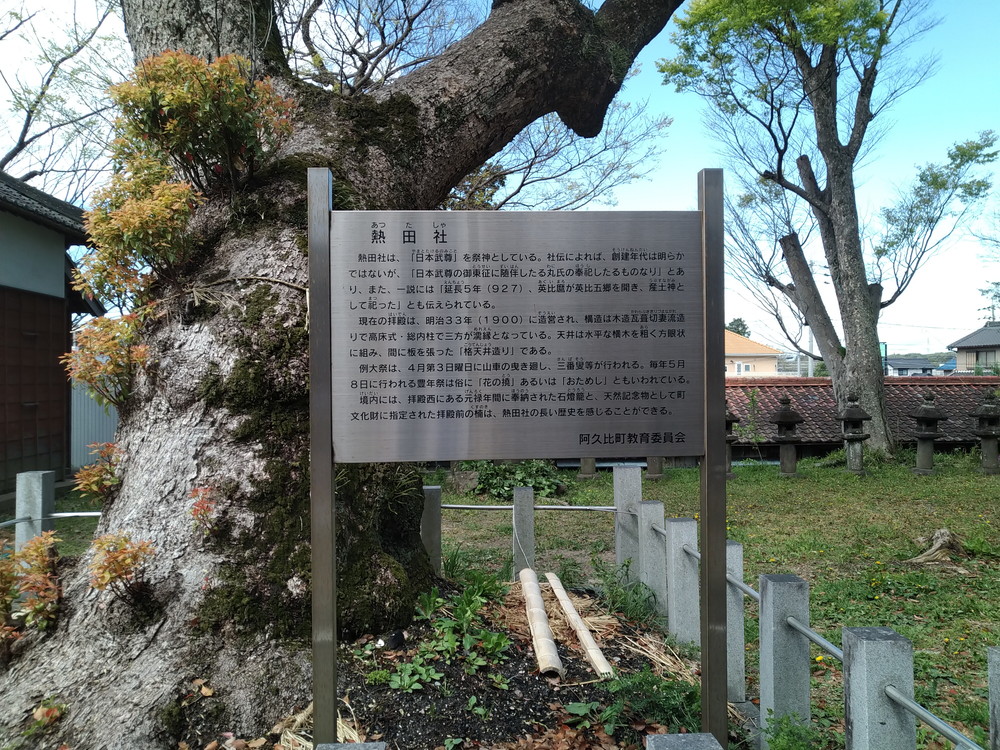 熱田社
熱田社は、「日本武尊」を祭神としている。社伝によれば、創建年代は明らか
ではないが、「日本武尊の御東征に随伴したる丸氏の奉祀したるものなり」とあ
り、また、一説には「延長5年（927）、英比麿が英比五郷を開き、産土神と
して祀った」とも伝えられている。
現在の拝殿は、明治33年（1900）に造営され、構造は木造瓦葺切妻流造
りで高床式・総内柱で三方が濡縁となっている。天井は水平な横木を粗く方眼状
に組み、間に板を張った「格天井造り」である。
例大祭は、4月第3日曜日に山車の曳き廻し、三番叟等が行われる。毎年5月
8日に行われる豊年祭は俗に「花の撓」あるいは「おためし」ともいわれている。
境内には、拝殿西にある元禄年間に奉納された石燈籠と、天然記念物として町
文化財に指定された拝殿前の楠は、熱田社の長い歴史を感じることができる。
阿久比町教育委員会